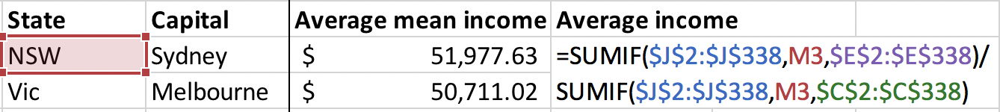 State Capital Average mean income Average income
NSW Sydney $ 51,977.63 =SUMIF($J$2:$J$338,M3,$E$2:$E$338)/
Vic Melbourne $ 50,711.02 SUMIF($J$2:$J$338,M3,$C$2:$C$338)